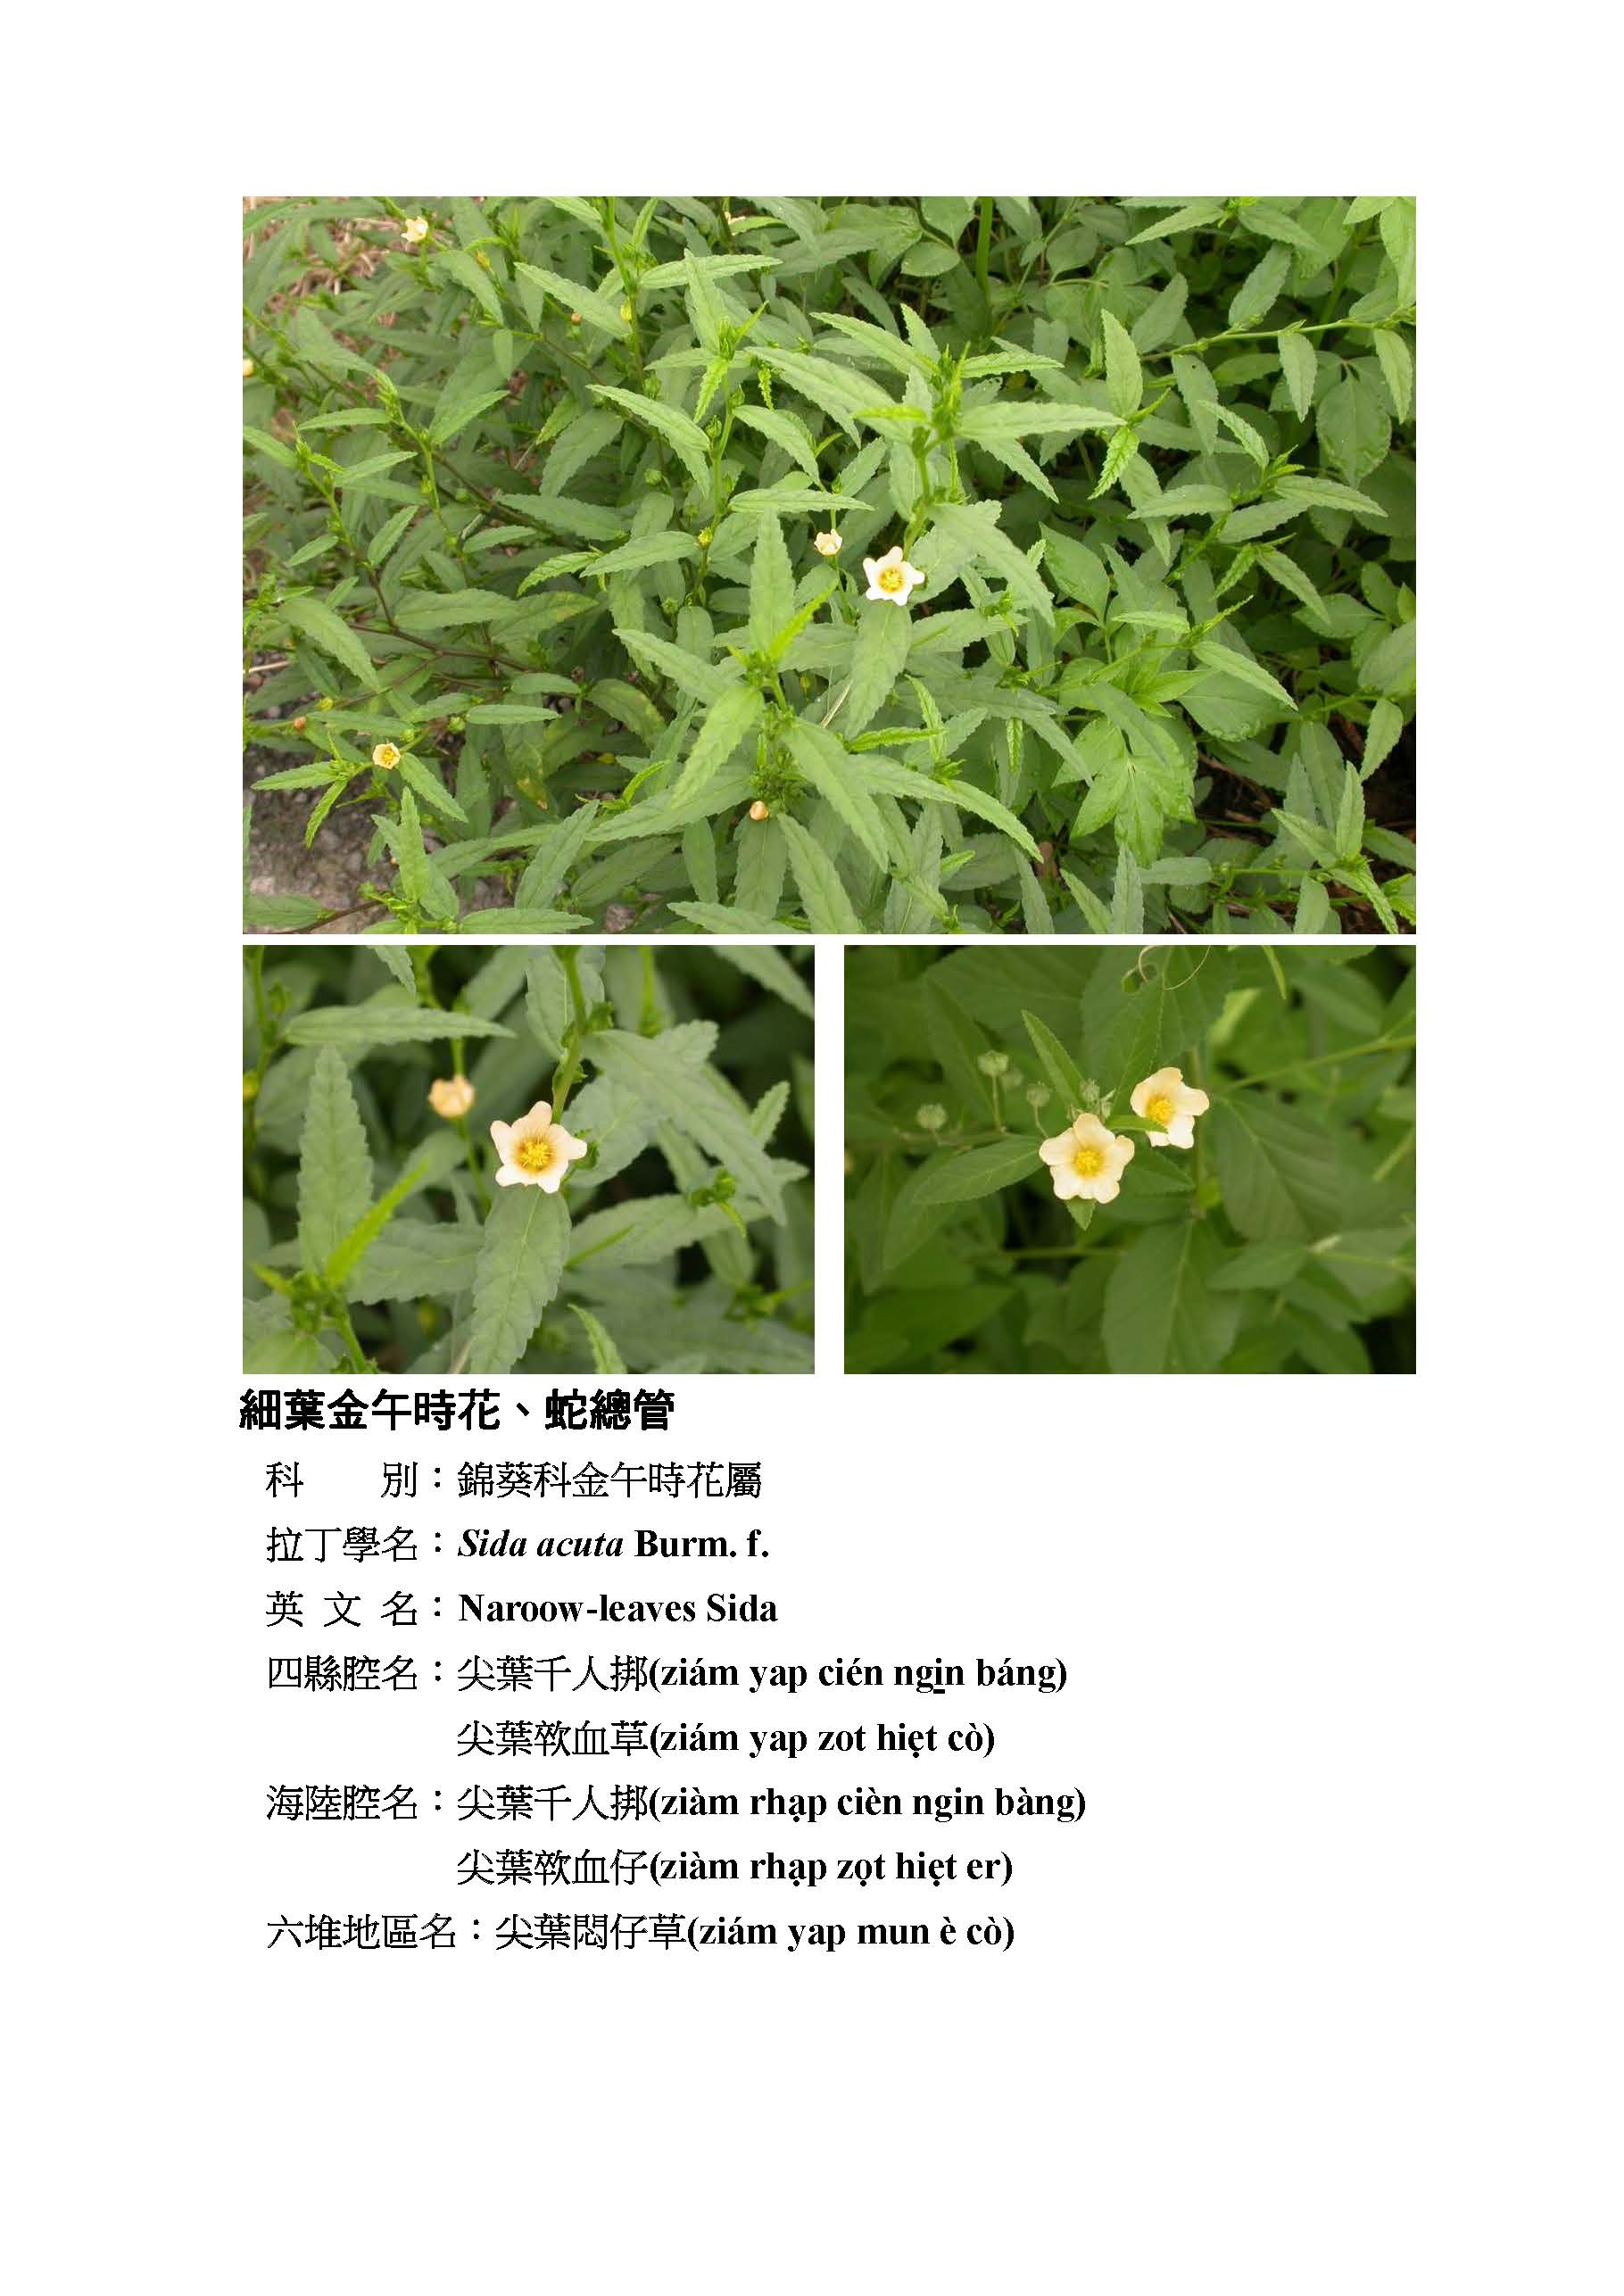 細葉金午時花、蛇總管
科　　別：錦葵科金午時花屬
拉丁學名：Sida acuta Burm. f.
英 文 名：Naroow-leaves Sida
四縣腔名：尖葉千人掷(ziám yap cién ngin báng)
尖葉欶血草(ziám yap zot hiẹt cò)
海陸腔名：尖葉千人掷(ziàm rhạp cièn ngin bàng)
尖葉欶血仔(ziàm rhạp zọt hiẹt er)
六堆地區名：尖葉悶仔草(ziám yap mun è cò)